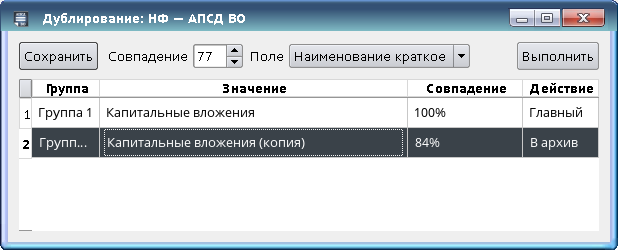 Дублирование: НФ — АПСД ВО
Сохранить Совпадение 77 Поле Наименование краткое Выполнить
Группа Значение Совпадение Действие
1 Группа 1 Капитальные вложения 100% Главный
2 Групп... Капитальные вложения (копия) 84% В архив